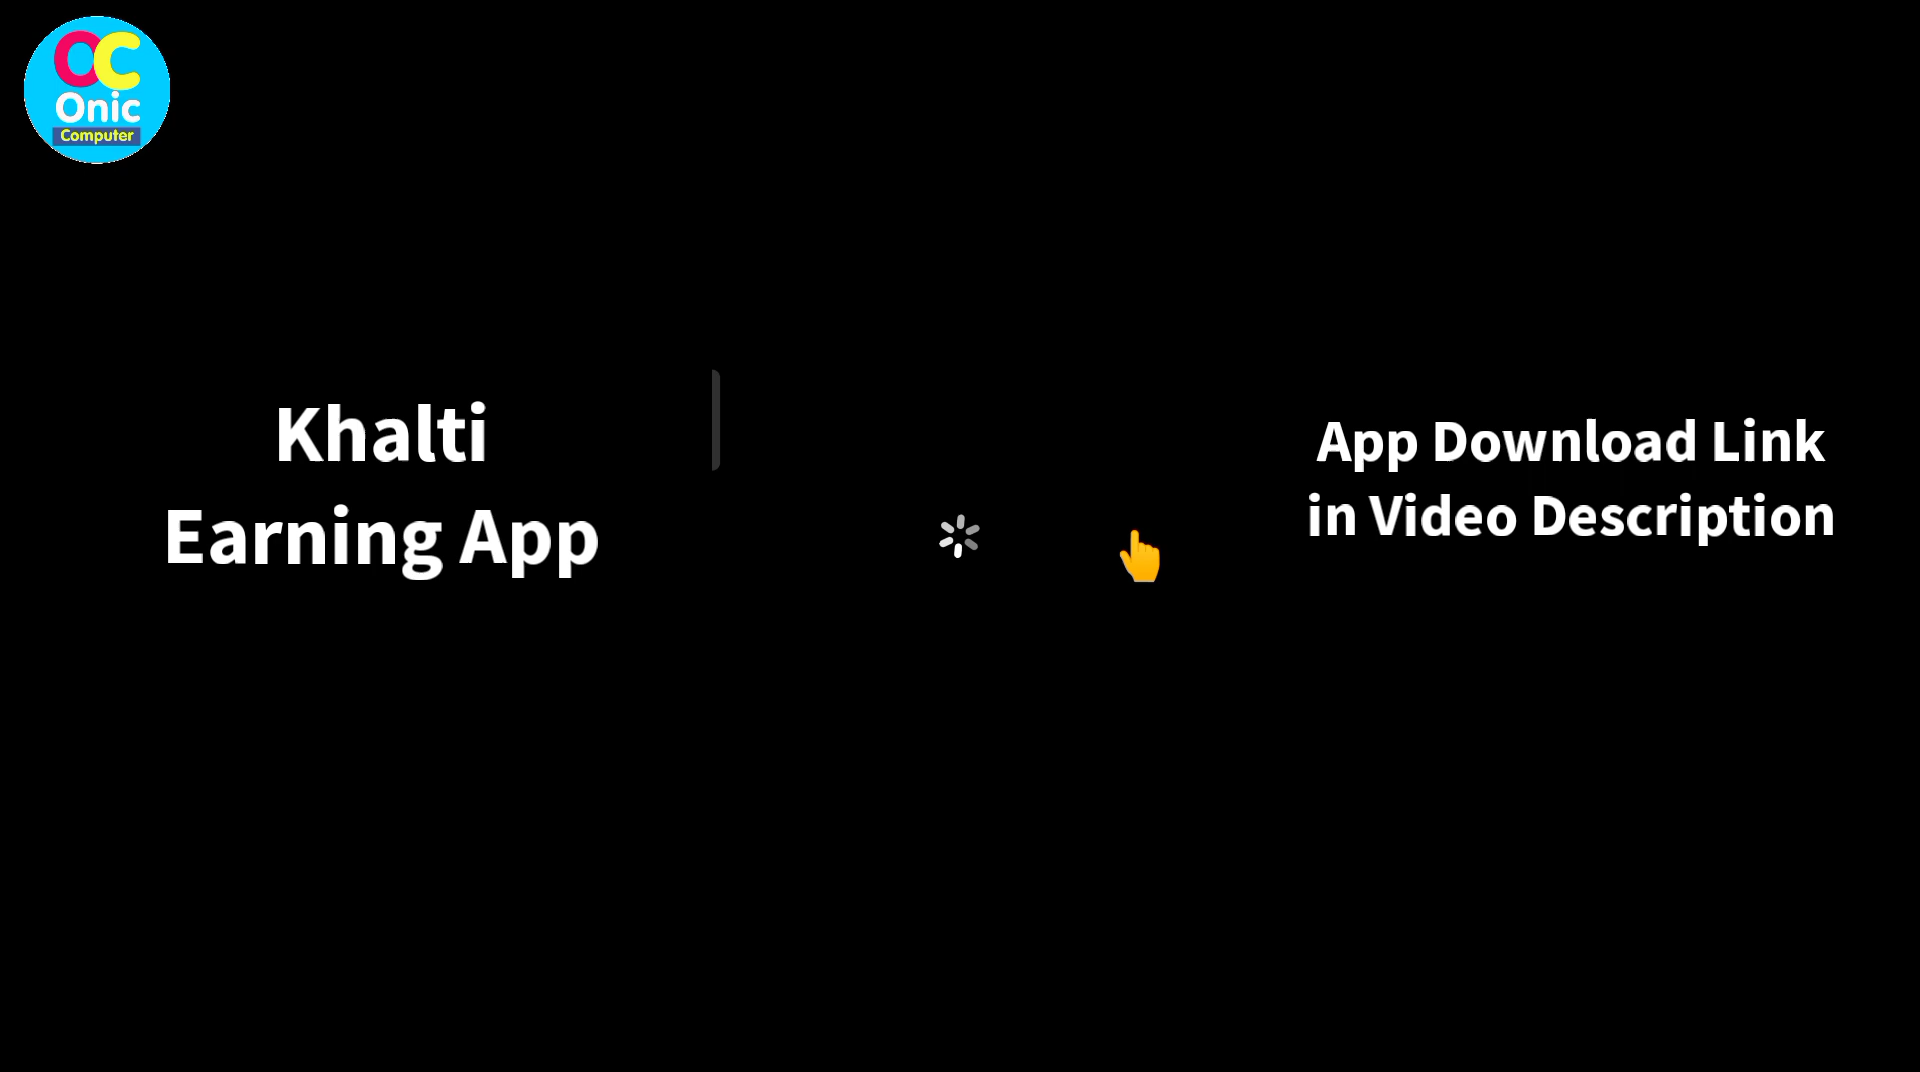 OC
Onic
Computer
Khalti
Earning App
App Download Link
in Video Description